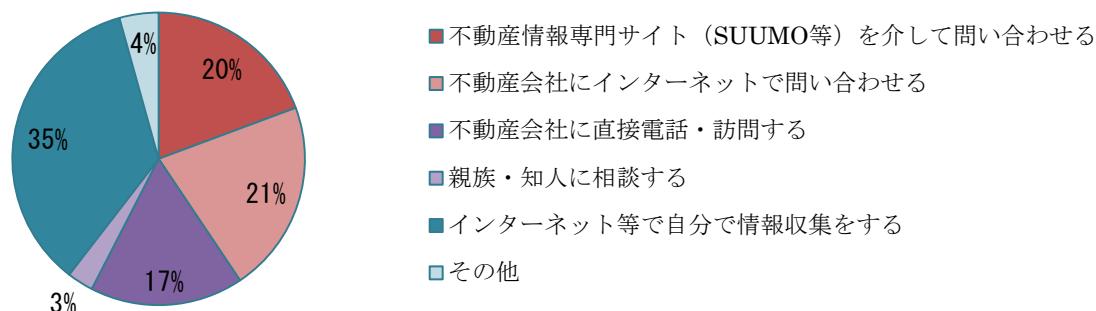 4%
20%
35%
21%
17%
3%
不動産情報専門サイト（SUUMO等）を介して問い合わせる
不動産会社にインターネットで問い合わせる
不動産会社に直接電話・訪問する
親族・知人に相談する
インターネット等で自分で情報収集をする
その他